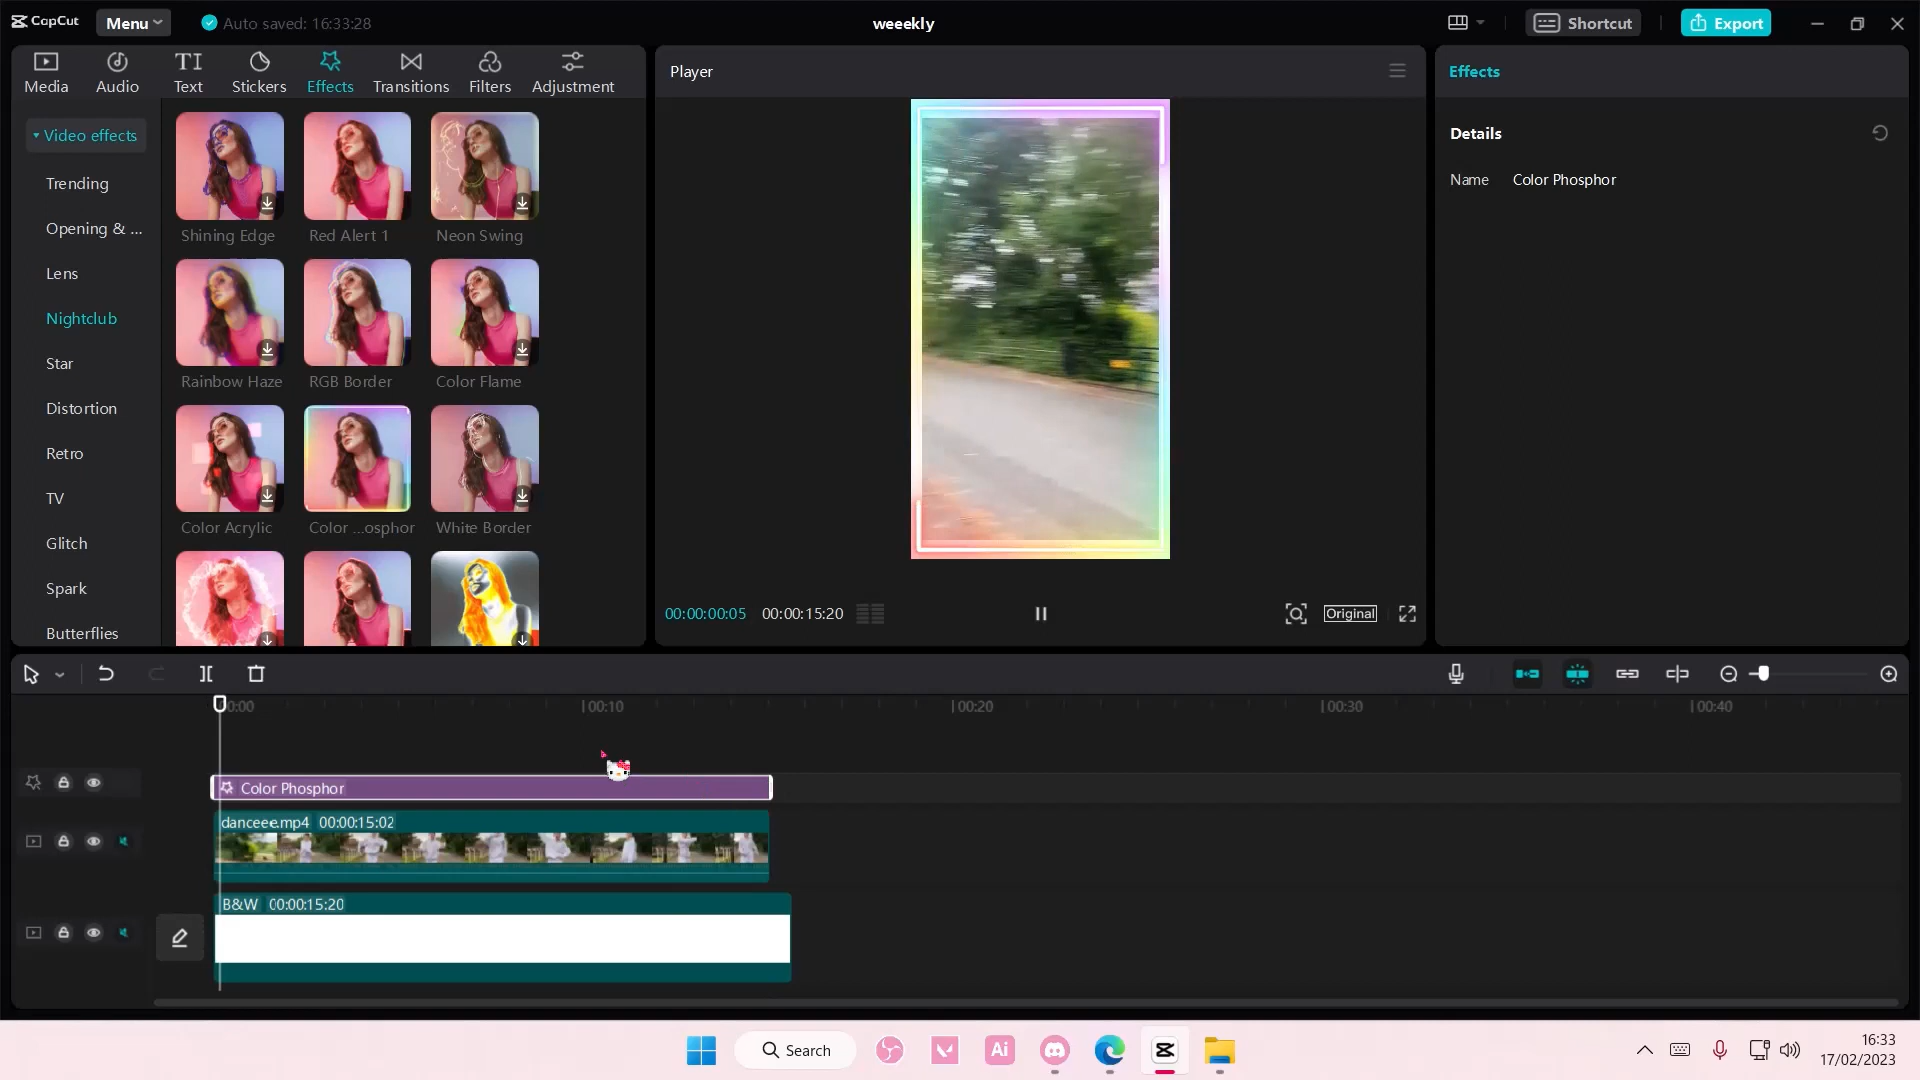 CapCut
Menu
Auto saved: 16:33:28
weeekly
Shortcut
Export
Media
Audio
TI
Text
Stickers
Effects
Transitions
Filters
Adjustment
Video effects
Trending
Opening & ...
Lens
Nightclub
Star
Distortion
Retro
TV
Glitch
Spark
Butterflies
Shining Edge
Red Alert 1
Neon Swing
Rainbow Haze
RGB Border
Color Flame
Color Acrylic
Color ...osphor
White Border
Player
00:00:00:05
00:00:15:20
Original
Effects
Details
Name
Color Phosphor
00:00
00:10
00:20
00:30
00:40
Color Phosphor
danceee.mp4 00:00:15:02
B&W 00:00:15:20
Search
Ai
16:33
17/02/2023